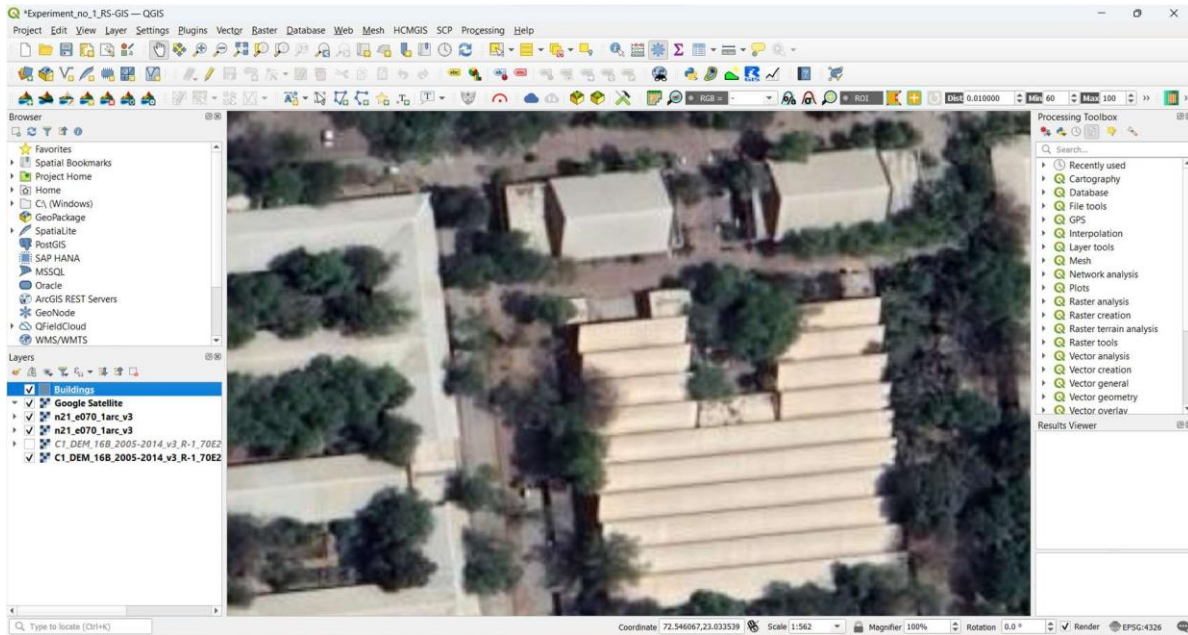 *Experiment_no_1_RS-GIS — QGIS
Project Edit View Layer Settings Plugins Vector Raster Database Web Mesh HCMGIS SCP Processing Help
RGB = -
ROI
Dist 0.010000
Min 60
Max 100
Browser
Favorites
Spatial Bookmarks
Project Home
Home
C:\ (Windows)
GeoPackage
SpatiaLite
PostGIS
SAP HANA
MSSQL
Oracle
ArcGIS REST Servers
GeoNode
QFieldCloud
WMS/WMTS
Layers
Buildings
Google Satellite
n21_e070_1arc_v3
n21_e070_1arc_v3
C1_DEM_16B_2005-2014_v3_R-1_70E2
C1_DEM_16B_2005-2014_v3_R-1_70E2
Processing Toolbox
Search...
Recently used
Cartography
Database
File tools
GPS
Interpolation
Layer tools
Mesh
Network analysis
Plots
Raster analysis
Raster creation
Raster terrain analysis
Raster tools
Vector analysis
Vector creation
Vector general
Vector geometry
Vector overlay
Results Viewer
Type to locate (Ctrl+K)
Coordinate 72.546067,23.033539
Scale 1:562
Magnifier 100%
Rotation 0.0 °
Render
EPSG:4326